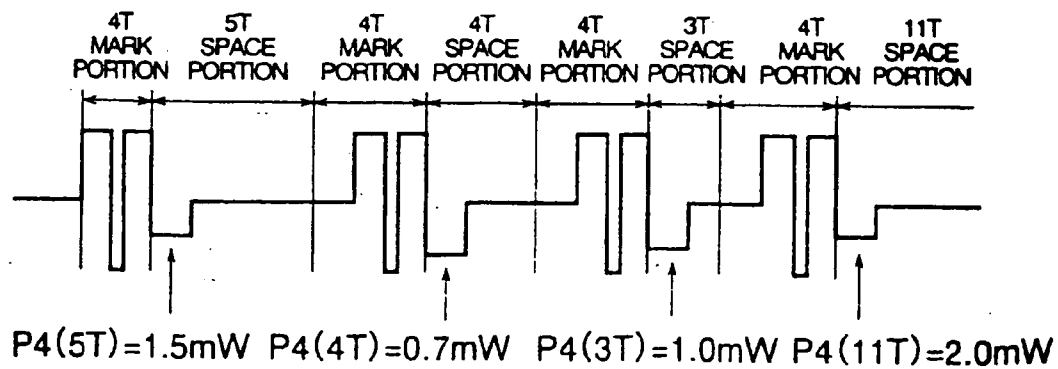 4T 5T 4T 4T 4T 3T 4T 11T
MARK SPACE MARK SPACE MARK SPACE MARK SPACE
PORTION PORTION PORTION PORTION PORTION PORTION PORTION PORTION
P4(5T)=1.5mW P4(4T)=0.7mW P4(3T)=1.0mW P4(11T)=2.0mW